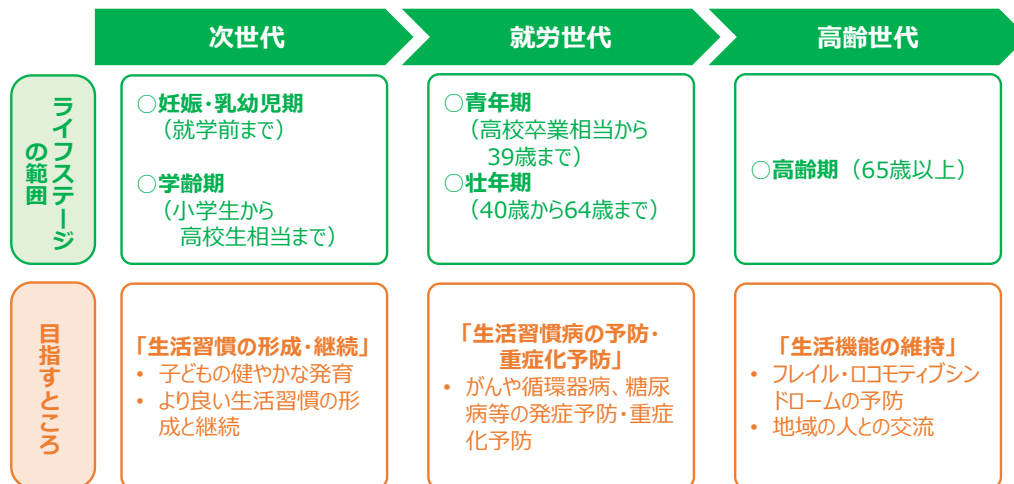 次世代
就労世代
高齢世代
ライフステージ
の範囲
○妊娠・乳幼児期
（就学前まで）
○学齢期
（小学生から
高校生相当まで）
○青年期
（高校卒業相当から
39歳まで）
○壮年期
（40歳から64歳まで）
○高齢期（65歳以上）
目指すところ
「生活習慣の形成・継続」
• 子どもの健やかな発育
• より良い生活習慣の形
成と継続
「生活習慣病の予防・
重症化予防」
• がんや循環器病、糖尿
病等の発症予防・重症
化予防
「生活機能の維持」
• フレイル・ロコモティブシン
ドロームの予防
• 地域の人との交流